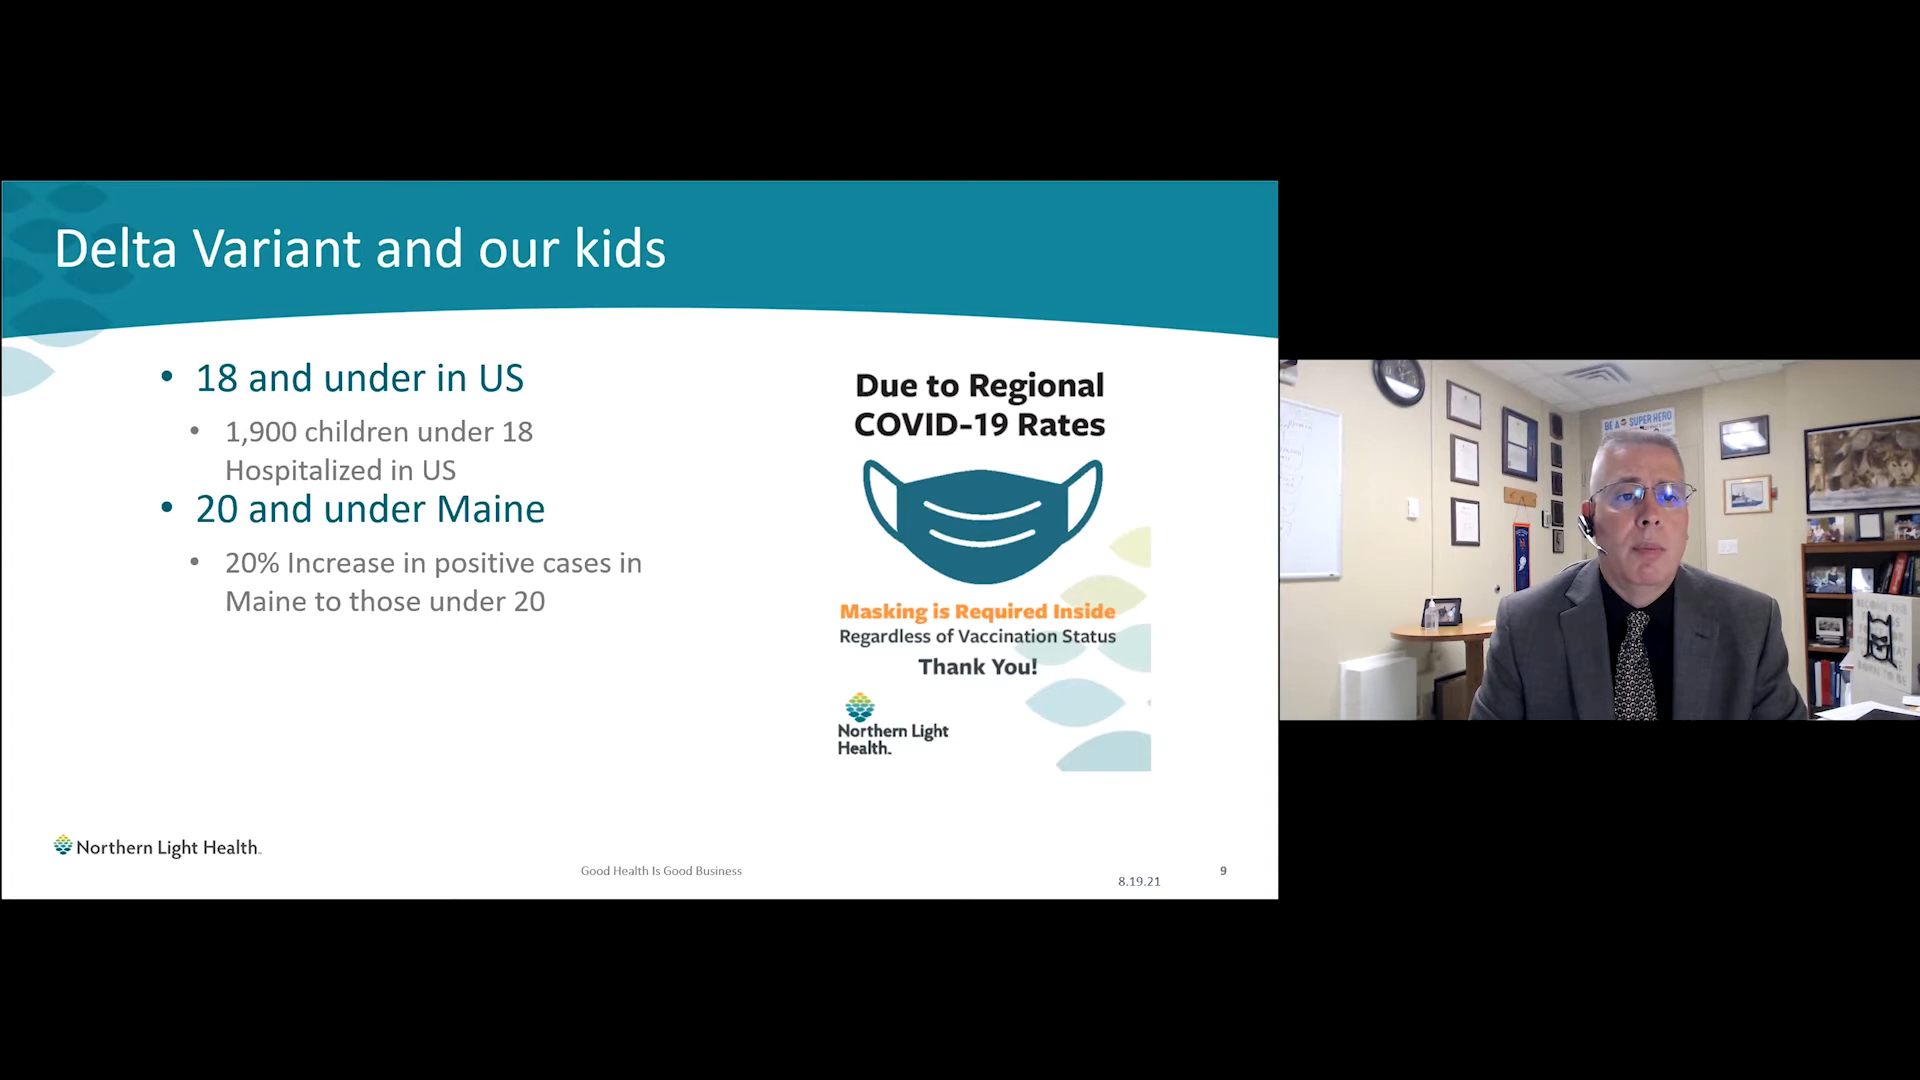 Delta Variant and our kids
• 18 and under in US
• 1,900 children under 18
Hospitalized in US
• 20 and under Maine
• 20% Increase in positive cases in
Maine to those under 20
Due to Regional
COVID-19 Rates
Masking is Required Inside
Regardless of Vaccination Status
Thank You!
Northern Light
Health.
Northern Light Health.
Good Health Is Good Business
8.19.21
9
BE A SUPER HERO